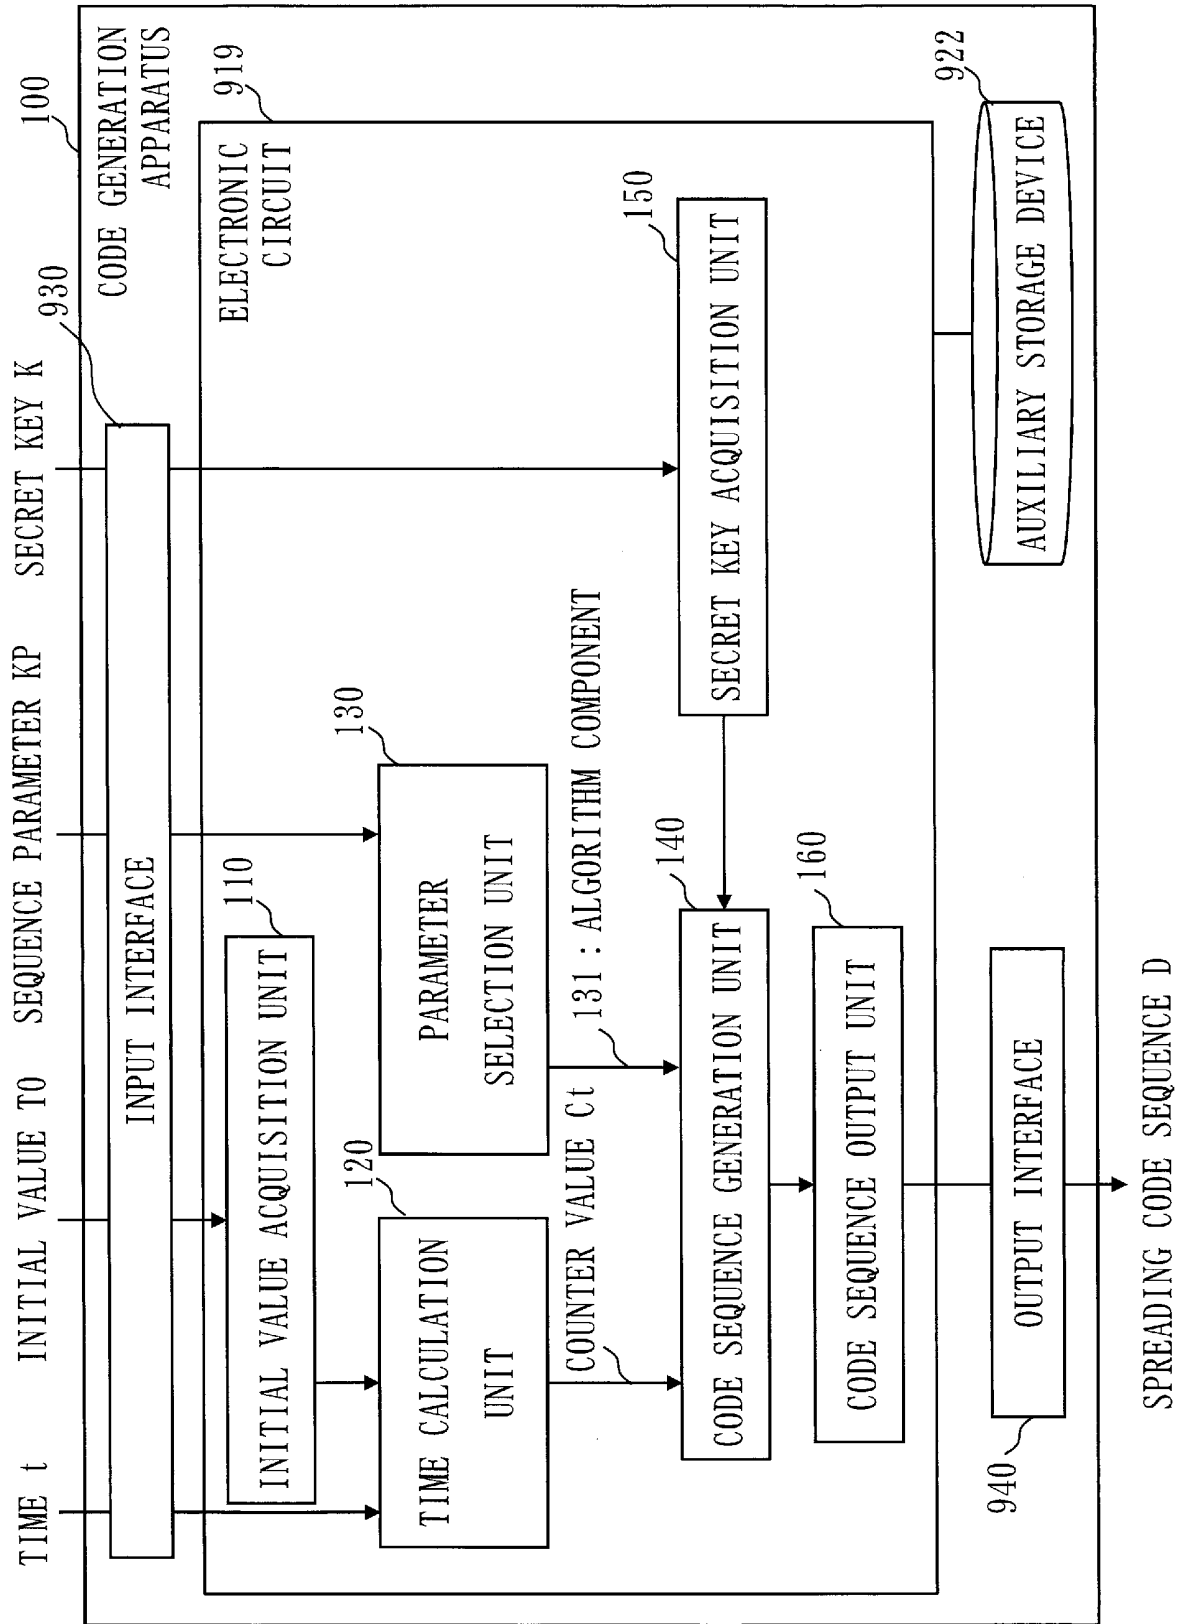 TIME t
INITIAL VALUE T0
SEQUENCE PARAMETER KP
SECRET KEY K
100
930
CODE GENERATION
APPARATUS
INPUT INTERFACE
919
ELECTRONIC
CIRCUIT
110
INITIAL VALUE ACQUISITION UNIT
120
TIME CALCULATION
UNIT
130
PARAMETER
SELECTION UNIT
COUNTER VALUE Ct
131 : ALGORITHM COMPONENT
140
CODE SEQUENCE GENERATION UNIT
150
SECRET KEY ACQUISITION UNIT
160
CODE SEQUENCE OUTPUT UNIT
922
AUXILIARY STORAGE DEVICE
940
OUTPUT INTERFACE
SPREADING CODE SEQUENCE D